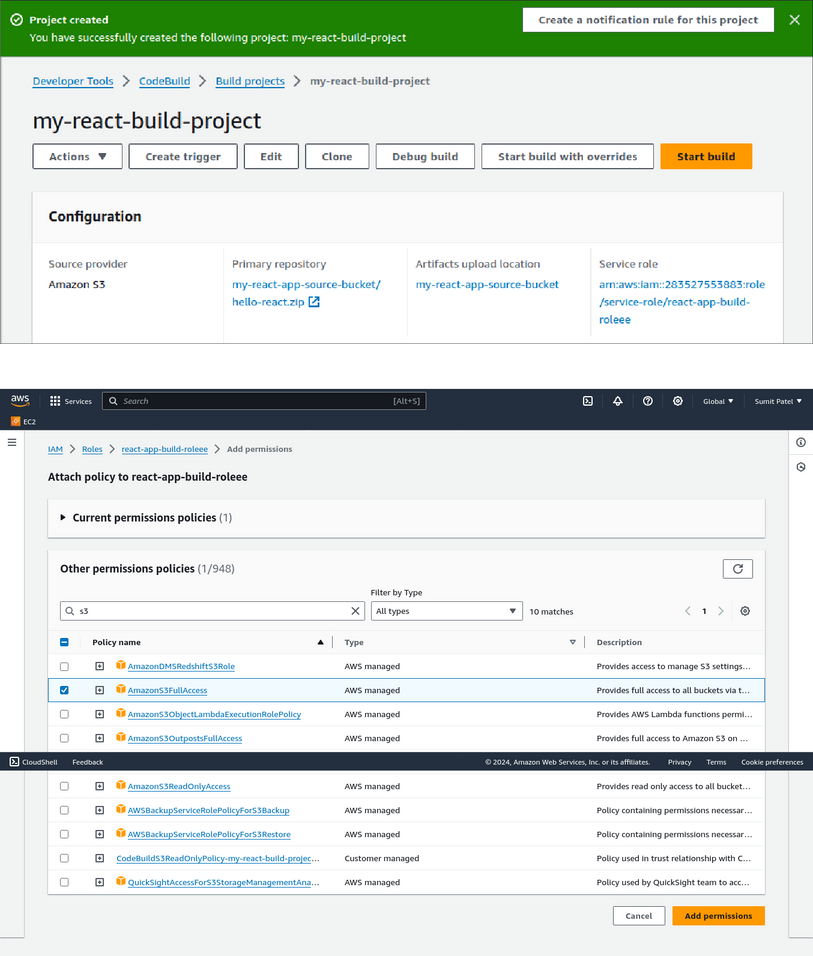 Project created
You have successfully created the following project: my-react-build-project
Create a notification rule for this project
Developer Tools > CodeBuild > Build projects > my-react-build-project
my-react-build-project
Actions ▼ Create trigger Edit Clone Debug build Start build with overrides Start build
Configuration
Source provider
Amazon S3
Primary repository
my-react-app-source-bucket/
hello-react.zip
Artifacts upload location
my-react-app-source-bucket
Service role
arn:aws:iam::283527553883:role
/service-role/react-app-build-
roleee
aws Services Search [Alt+S] Global ▼ Sumit Patel ▼
EC2
IAM > Roles > react-app-build-roleee > Add permissions
Attach policy to react-app-build-roleee
Current permissions policies (1)
Other permissions policies (1/948)
Filter by Type
s3 All types 10 matches 1
Policy name Type Description
AmazonDMSRedshiftS3Role AWS managed Provides access to manage S3 settings...
AmazonS3FullAccess AWS managed Provides full access to all buckets via t...
AmazonS3ObjectLambdaExecutionRolePolicy AWS managed Provides AWS Lambda functions permi...
AmazonS3OutpostsFullAccess AWS managed Provides full access to Amazon S3 on ...
CloudShell Feedback © 2024, Amazon Web Services, Inc. or its affiliates. Privacy Terms Cookie preferences
AmazonS3ReadOnlyAccess AWS managed Provides read only access to all bucket...
AWSBackupServiceRolePolicyForS3Backup AWS managed Policy containing permissions necessar...
AWSBackupServiceRolePolicyForS3Restore AWS managed Policy containing permissions necessar...
CodeBuildS3ReadOnlyPolicy-my-react-build-projec... Customer managed Policy used in trust relationship with C...
QuickSightAccessForS3StorageManagementAna... AWS managed Policy used by QuickSight team to acc...
Cancel Add permissions